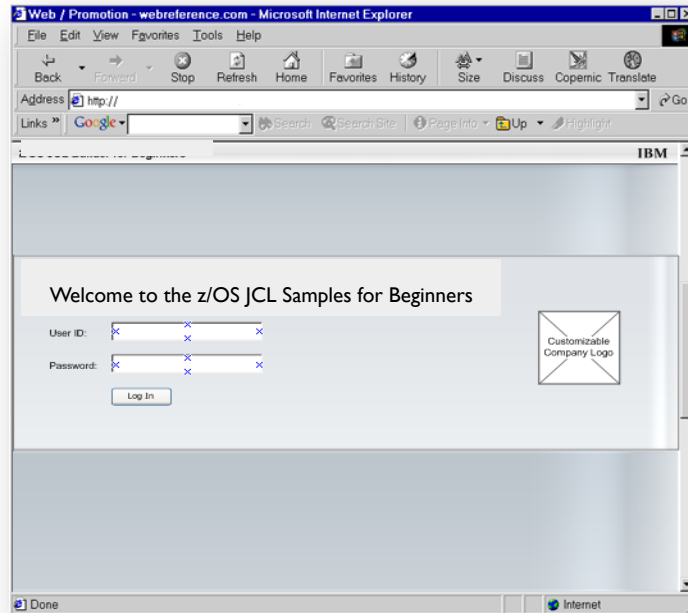 Web / Promotion - webreference.com - Microsoft Internet Explorer
File Edit View Favorites Tools Help
Back Forward Stop Refresh Home Favorites History Size Discuss Copernic Translate
Address http:// Go
Links » Google Search Search Site Page Info Up Highlight
for Beginners IBM
Welcome to the z/OS JCL Samples for Beginners
User ID:
Password:
Log In
Customizable
Company Logo
Done Internet